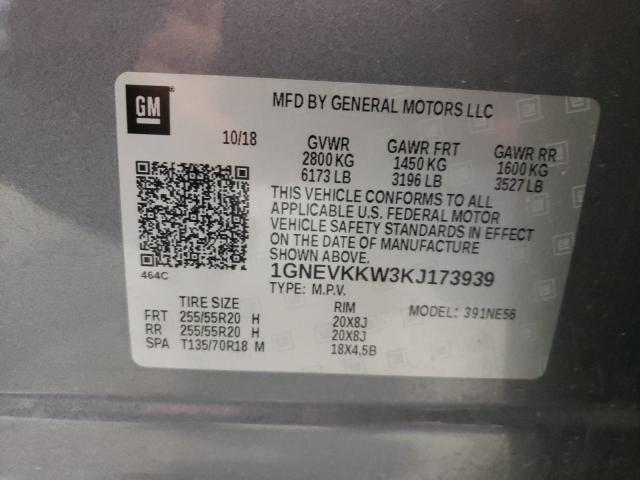 GM
MFD BY GENERAL MOTORS LLC
10/18 GVWR GAWR FRT GAWR RR
2800 KG 1450 KG 1600 KG
6173 LB 3196 LB 3527 LB
THIS VEHICLE CONFORMS TO ALL
APPLICABLE U.S. FEDERAL MOTOR
VEHICLE SAFETY STANDARDS IN EFFECT
ON THE DATE OF MANUFACTURE
SHOWN ABOVE.
464C
1GNEVKKW3KJ173939
TYPE: M.P.V.
MODEL: 391NE56
TIRE SIZE RIM
FRT 255/55R20 H 20X8J
RR 255/55R20 H 20X8J
SPA T135/70R18 M 18X4.5B